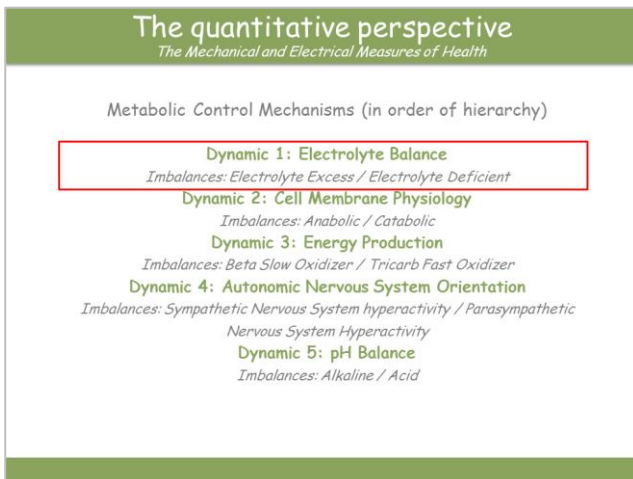 The quantitative perspective
The Mechanical and Electrical Measures of Health
Metabolic Control Mechanisms (in order of hierarchy)
Dynamic 1: Electrolyte Balance
Imbalances: Electrolyte Excess / Electrolyte Deficient
Dynamic 2: Cell Membrane Physiology
Imbalances: Anabolic / Catabolic
Dynamic 3: Energy Production
Imbalances: Beta Slow Oxidizer / Tricarb Fast Oxidizer
Dynamic 4: Autonomic Nervous System Orientation
Imbalances: Sympathetic Nervous System hyperactivity / Parasympathetic
Nervous System Hyperactivity
Dynamic 5: pH Balance
Imbalances: Alkaline / Acid